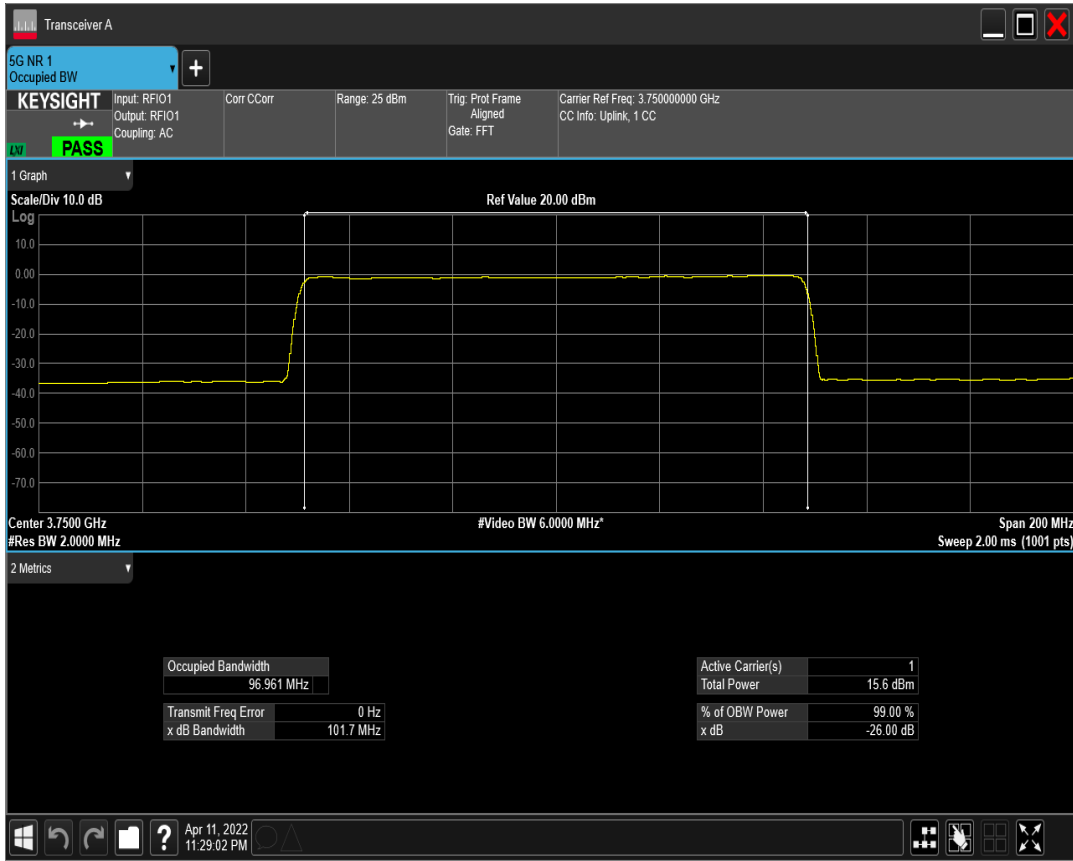 Transceiver A
5G NR 1
Occupied BW
+
KEYSIGHT
LXI
PASS
Input: RFIO1
Output: RFIO1
Coupling: AC
Corr CCorr
Range: 25 dBm
Trig: Prot Frame
Aligned
Gate: FFT
Carrier Ref Freq: 3.750000000 GHz
CC Info: Uplink, 1 CC
1 Graph
Scale/Div 10.0 dB
Ref Value 20.00 dBm
Log
10.0
0.00
-10.0
-20.0
-30.0
-40.0
-50.0
-60.0
-70.0
Center 3.7500 GHz
#Video BW 6.0000 MHz*
Span 200 MHz
#Res BW 2.0000 MHz
Sweep 2.00 ms (1001 pts)
2 Metrics
Occupied Bandwidth
96.961 MHz
Transmit Freq Error 0 Hz
x dB Bandwidth 101.7 MHz
Active Carrier(s) 1
Total Power 15.6 dBm
% of OBW Power 99.00 %
x dB -26.00 dB
?
Apr 11, 2022
11:29:02 PM